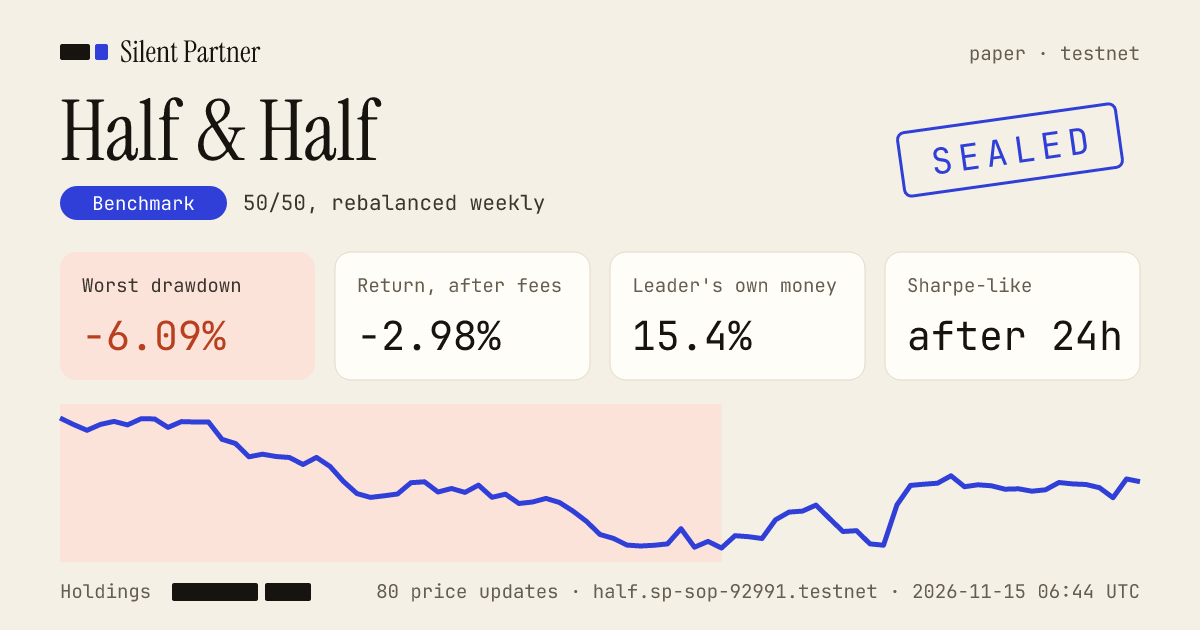 Silent Partner
paper · testnet
Half & Half
SEALED
Benchmark
50/50, rebalanced weekly
Worst drawdown
-6.09%
Return, after fees
-2.98%
Leader's own money
15.4%
Sharpe-like
after 24h
Holdings
80 price updates · half.sp-sop-92991.testnet · 2026-11-15 06:44 UTC